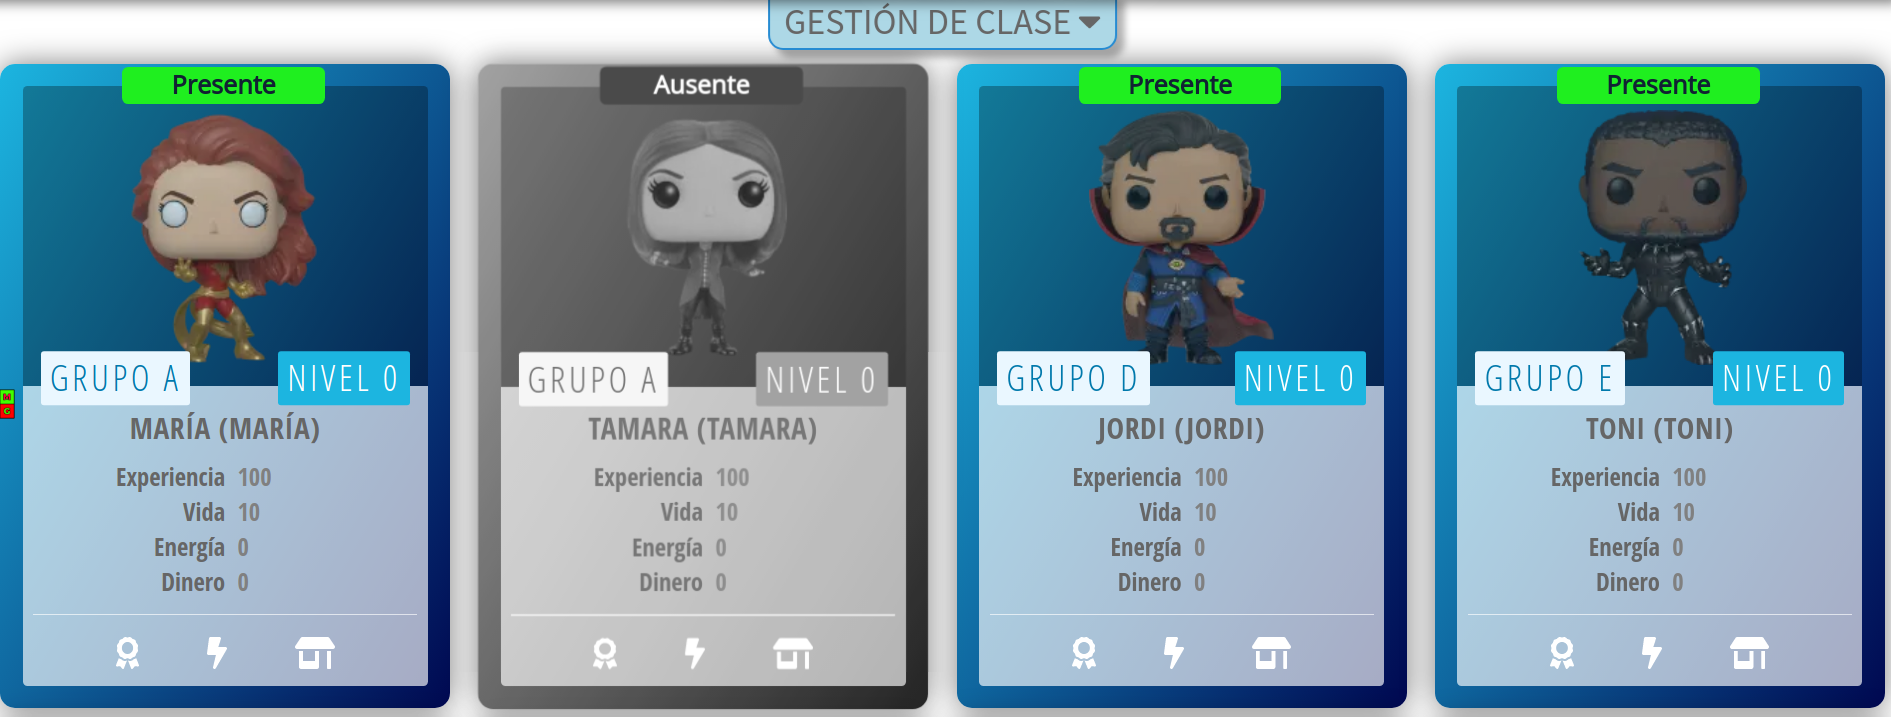 GESTIÓN DE CLASE
Presente
GRUPO A
NIVEL 0
MARÍA (MARÍA)
Experiencia 100
Vida 10
Energía 0
Dinero 0
Ausente
GRUPO A
NIVEL 0
TAMARA (TAMARA)
Experiencia 100
Vida 10
Energía 0
Dinero 0
Presente
GRUPO D
NIVEL 0
JORDI (JORDI)
Experiencia 100
Vida 10
Energía 0
Dinero 0
Presente
GRUPO E
NIVEL 0
TONI (TONI)
Experiencia 100
Vida 10
Energía 0
Dinero 0
M
G